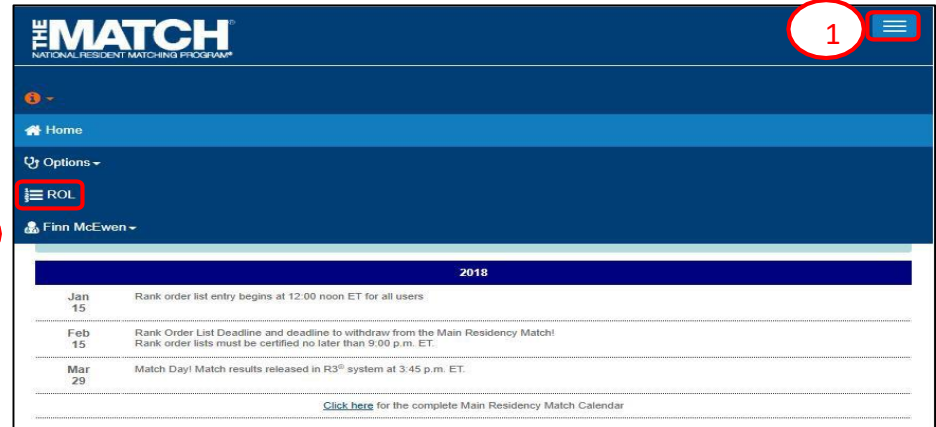 THE MATCH®
NATIONAL RESIDENT MATCHING PROGRAM®
1
Home
Options
ROL
Finn McEwen
2018
Jan 15
Rank order list entry begins at 12:00 noon ET for all users
Feb 15
Rank Order List Deadline and deadline to withdraw from the Main Residency Match!
Rank order lists must be certified no later than 9:00 p.m. ET.
Mar 29
Match Day! Match results released in R3® system at 3:45 p.m. ET.
Click here for the complete Main Residency Match Calendar